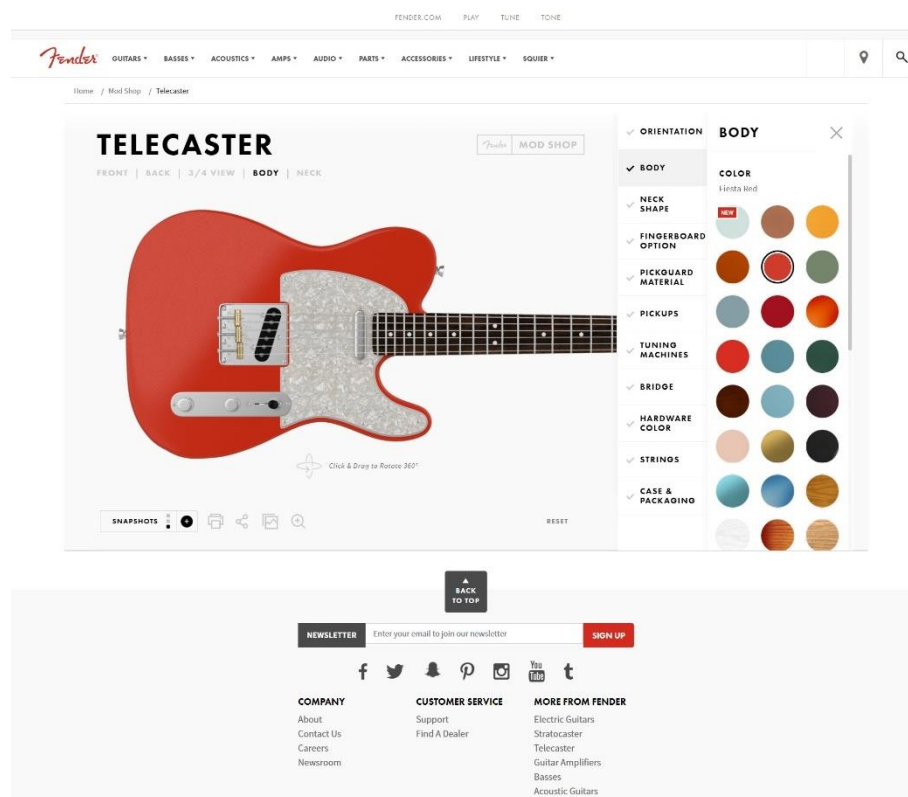 FENDER.COM PLAY TUNE TONE
Fender GUITARS BASSES ACOUSTICS AMPS AUDIO PARTS ACCESSORIES LIFESTYLE SQUIER
Home / Mod Shop / Telecaster
TELECASTER
Fender MOD SHOP
FRONT | BACK | 3/4 VIEW | BODY | NECK
Click & Drag to Rotate 360°
SNAPSHOTS
RESET
ORIENTATION
BODY
NECK
SHAPE
FINGERBOARD
OPTION
PICKGUARD
MATERIAL
PICKUPS
TUNING
MACHINES
BRIDGE
HARDWARE
COLOR
STRINGS
CASE &
PACKAGING
BODY
COLOR
Fiesta Red
NEW
BACK
TO TOP
NEWSLETTER Enter your email to join our newsletter SIGN UP
You
Tube
COMPANY
About
Contact Us
Careers
Newsroom
CUSTOMER SERVICE
Support
Find A Dealer
MORE FROM FENDER
Electric Guitars
Stratocaster
Telecaster
Guitar Amplifiers
Basses
Acoustic Guitars